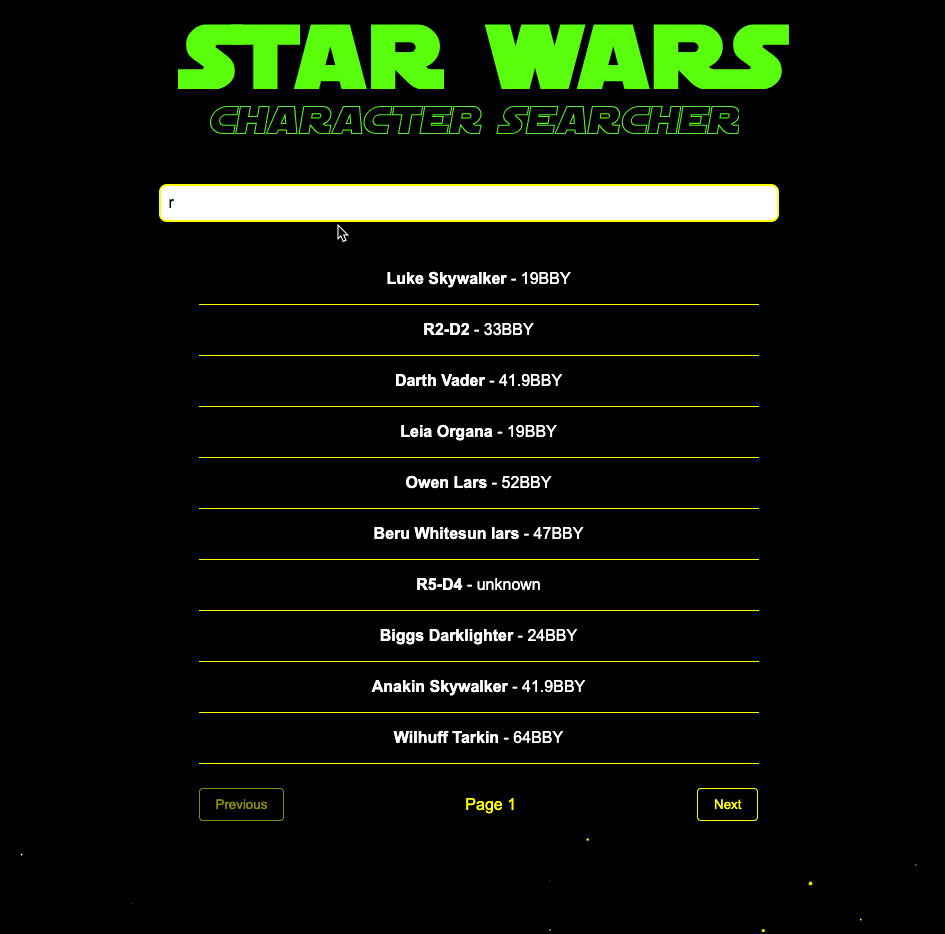 STAR WARS
CHARACTER SEARCHER
r
Luke Skywalker - 19BBY
R2-D2 - 33BBY
Darth Vader - 41.9BBY
Leia Organa - 19BBY
Owen Lars - 52BBY
Beru Whitesun lars - 47BBY
R5-D4 - unknown
Biggs Darklighter - 24BBY
Anakin Skywalker - 41.9BBY
Wilhuff Tarkin - 64BBY
Previous Page 1 Next